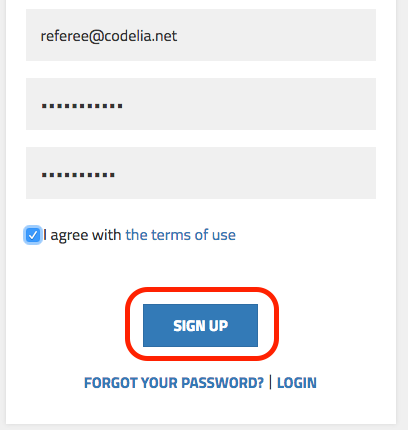 referee@codelia.net
•••••••••••
••••••••••
I agree with the terms of use
SIGN UP
FORGOT YOUR PASSWORD? | LOGIN